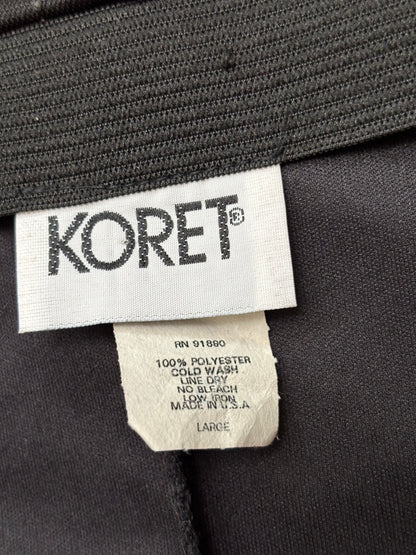 KORET®
RN 91890
100% POLYESTER
COLD WASH
LINE DRY
NO BLEACH
LOW IRON
MADE IN U.S.A
LARGE